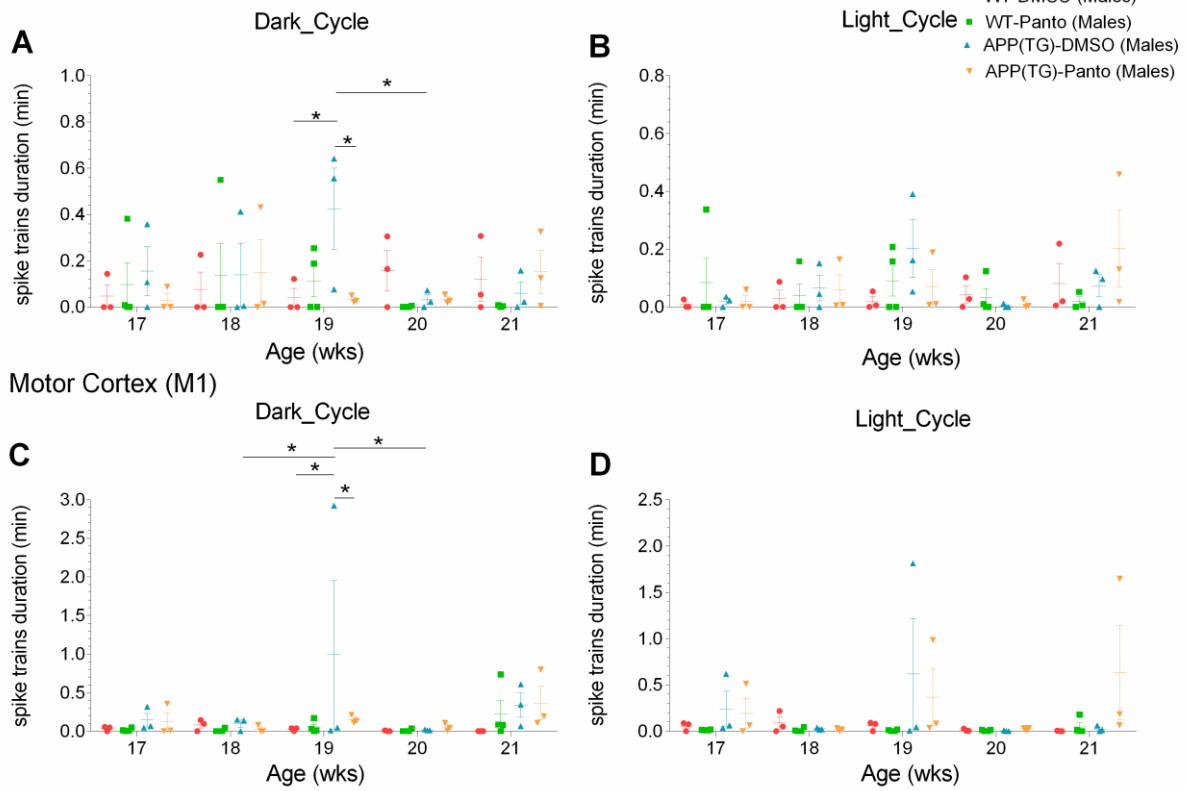 WT-DMSO (Males)
Dark_Cycle
Light_Cycle
WT-Panto (Males)
APP(TG)-DMSO (Males)
APP(TG)-Panto (Males)
A
B
spike trains duration (min)
1.0
0.8
0.6
0.4
0.2
0.0
*
*
*
17 18 19 20 21
Age (wks)
spike trains duration (min)
0.8
0.6
0.4
0.2
0.0
17 18 19 20 21
Age (wks)
Motor Cortex (M1)
Dark_Cycle
Light_Cycle
C
D
spike trains duration (min)
3.0
2.5
2.0
1.5
1.0
0.5
0.0
* *
*
*
17 18 19 20 21
Age (wks)
spike trains duration (min)
2.5
2.0
1.5
1.0
0.5
0.0
17 18 19 20 21
Age (wks)